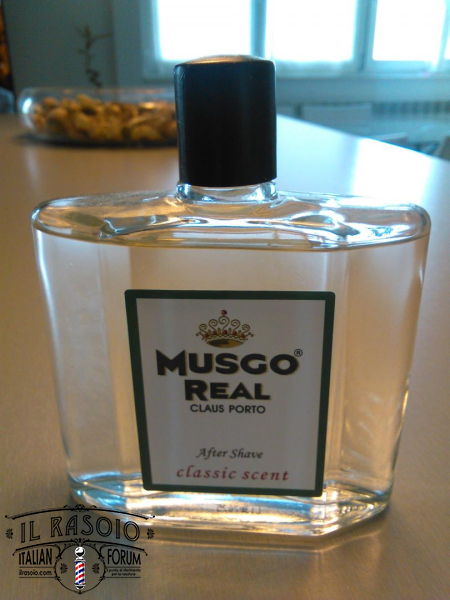 MUSGO®
REAL
CLAUS PORTO
After Shave
classic scent
IL RASOIO
ITALIAN FORUM
ilrasoio.com